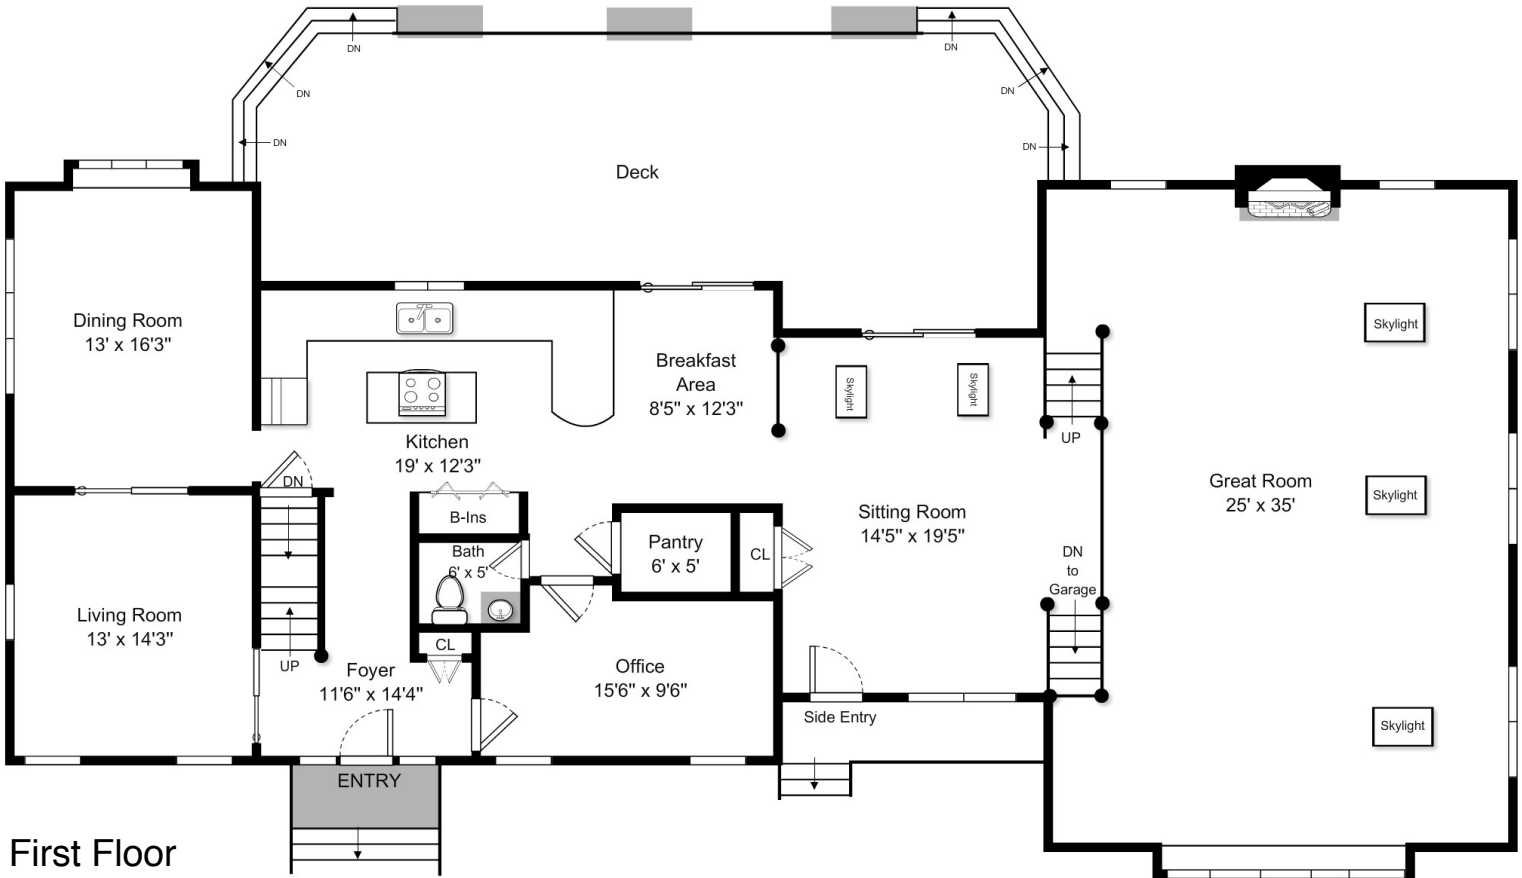 DN
DN
DN
DN
DN
DN
Deck
Dining Room
13' x 16'3"
Breakfast
Area
8'5" x 12'3"
Skylight
Skylight
Skylight
UP
Kitchen
19' x 12'3"
DN
B-Ins
Great Room
25' x 35'
Skylight
Sitting Room
14'5" x 19'5"
Bath
6' x 5'
Pantry
6' x 5'
CL
DN
to
Garage
Living Room
13' x 14'3"
UP
CL
Foyer
11'6" x 14'4"
Office
15'6" x 9'6"
Side Entry
Skylight
ENTRY
First Floor